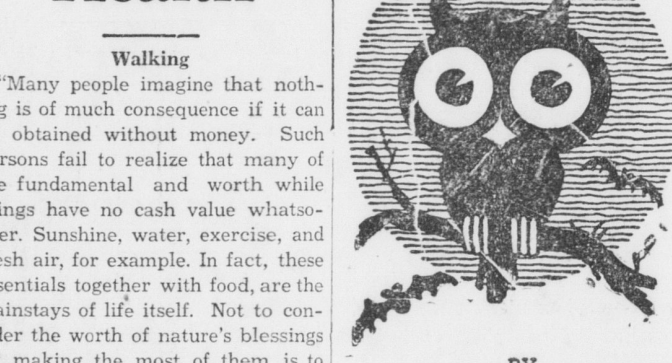 Walking
"Many people imagine that noth-
g is of much consequence if it can
obtained without money. Such
rsons fail to realize that many of
e fundamental and worth while
ings have no cash value whatso-
er. Sunshine, water, exercise, and
esh air, for example. In fact, these
sentials together with food, are the
ainstays of life itself. Not to con-
der the worth of nature's blessings
making the most of them is to
BY